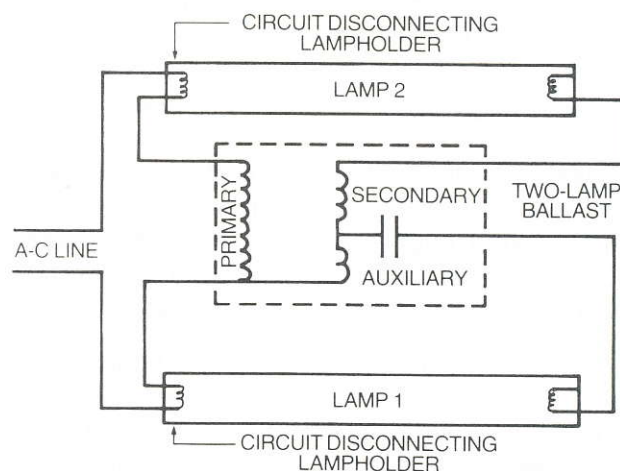 CIRCUIT DISCONNECTING
LAMPHOLDER
LAMP 2
PRIMARY
SECONDARY
TWO-LAMP
BALLAST
A-C LINE
AUXILIARY
LAMP 1
CIRCUIT DISCONNECTING
LAMPHOLDER